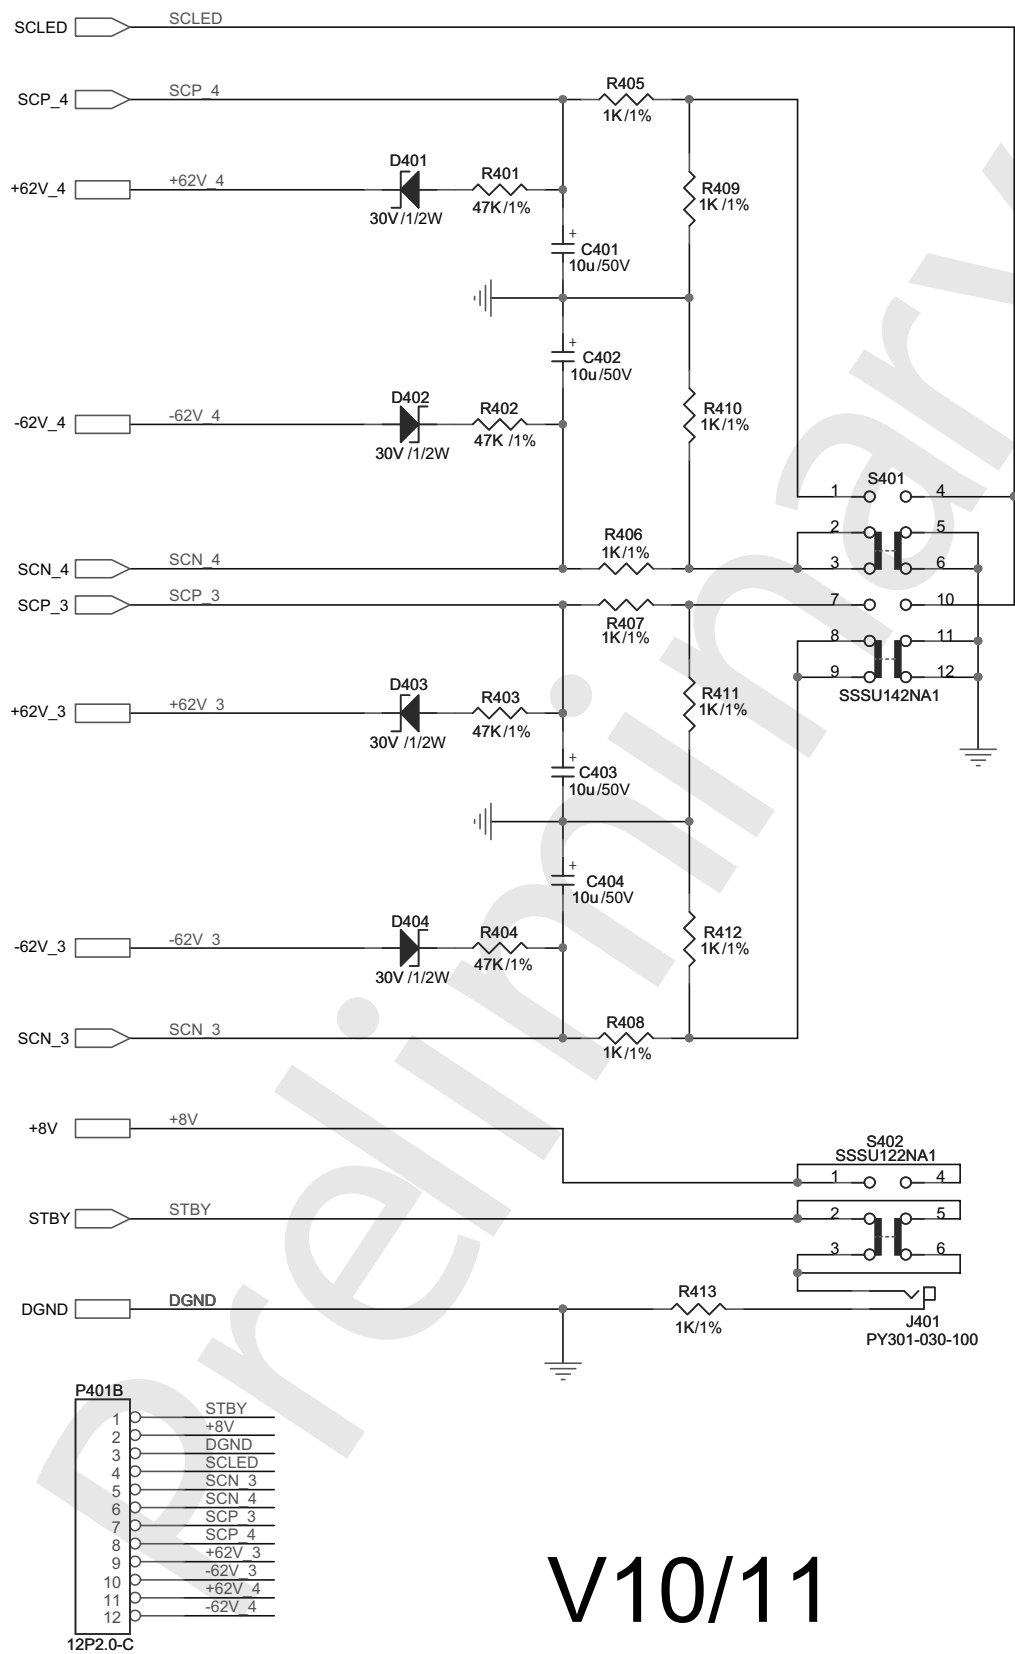 SCLED SCLED
SCP_4 SCP_4
R405
1K/1%
+62V_4 +62V_4
D401
30V/1/2W
R401
47K/1%
R409
1K/1%
+
C401
10u/50V
+
C402
10u/50V
-62V_4 -62V_4
D402
30V/1/2W
R402
47K/1%
R410
1K/1%
S401
1 4
2 5
3 6
7 10
8 11
9 12
SSSU142NA1
SCN_4 SCN_4
R406
1K/1%
SCP_3 SCP_3
R407
1K/1%
+62V_3 +62V_3
D403
30V/1/2W
R403
47K/1%
R411
1K/1%
+
C403
10u/50V
+
C404
10u/50V
-62V_3 -62V_3
D404
30V/1/2W
R404
47K/1%
R412
1K/1%
SCN_3 SCN_3
R408
1K/1%
+8V +8V
S402
SSSU122NA1
1 4
2 5
3 6
STBY STBY
DGND DGND
R413
1K/1%
J401
PY301-030-100
P401B
1 STBY
2 +8V
3 DGND
4 SCLED
5 SCN_3
6 SCN_4
7 SCP_3
8 SCP_4
9 +62V_3
10 -62V_3
11 +62V_4
12 -62V_4
12P2.0-C
V10/11
Preliminary